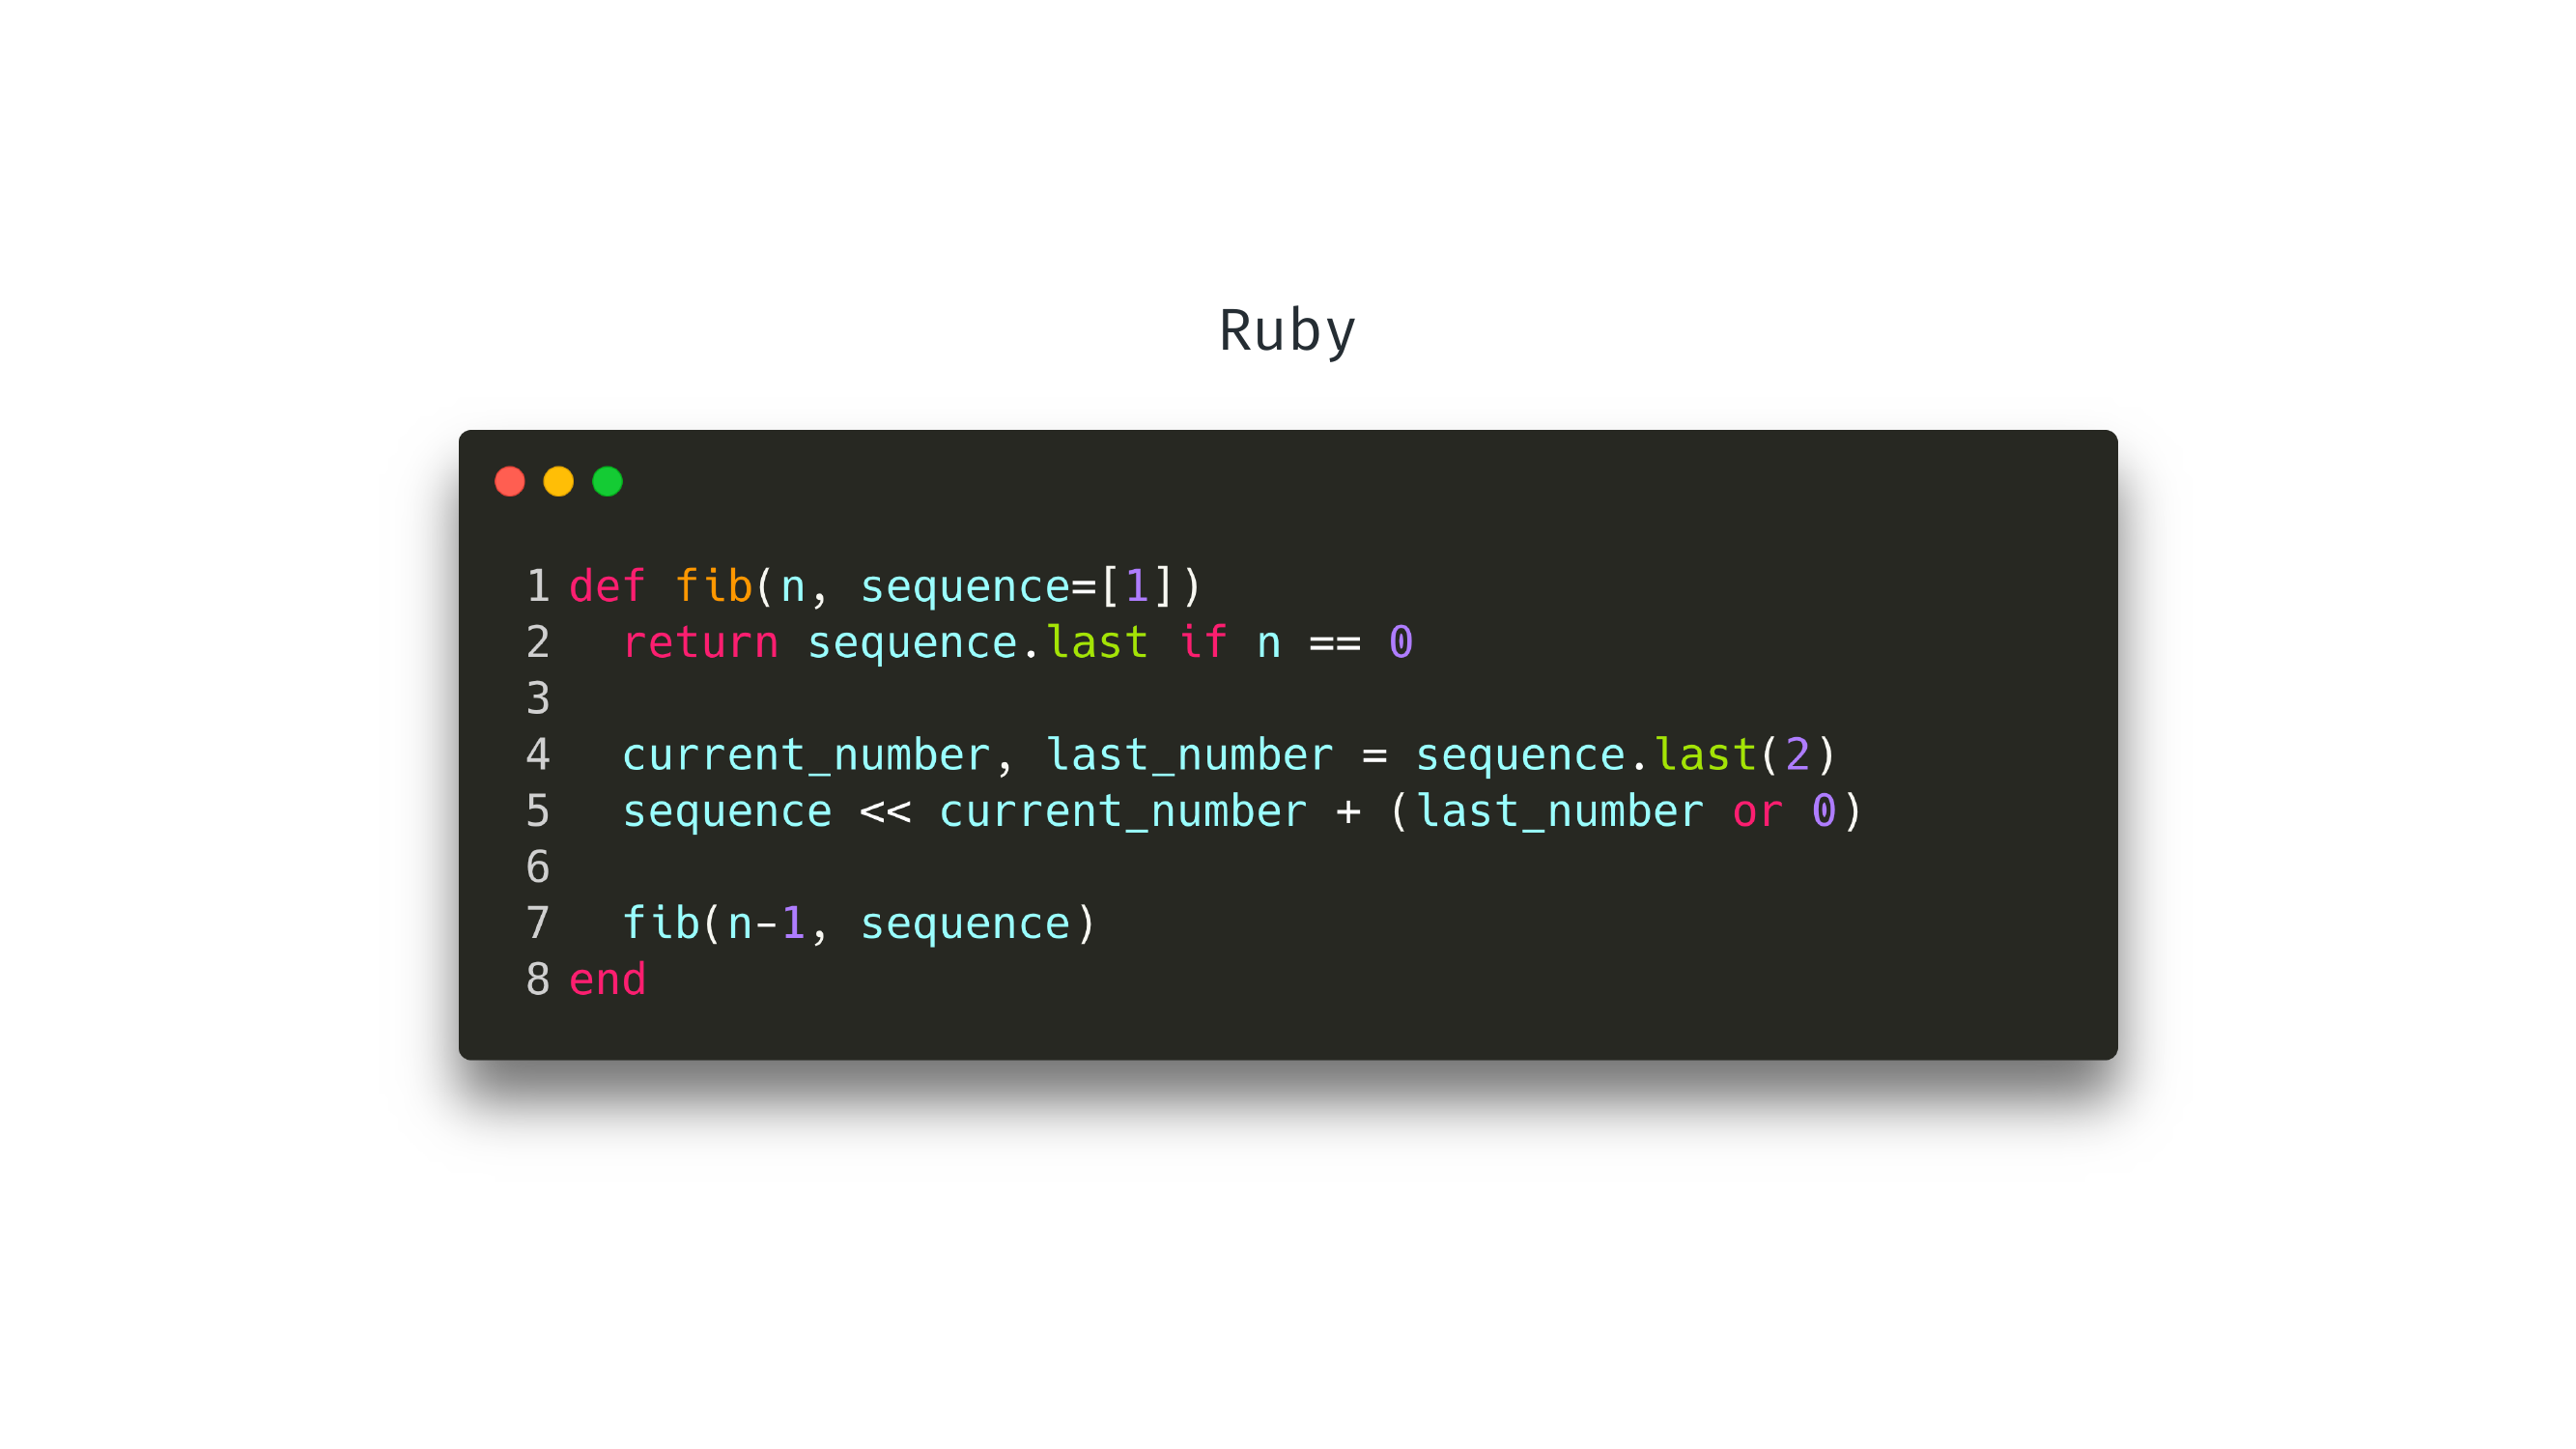 Ruby
1 def fib(n, sequence=[1])
2   return sequence.last if n == 0
3
4   current_number, last_number = sequence.last(2)
5   sequence << current_number + (last_number or 0)
6
7   fib(n-1, sequence)
8 end